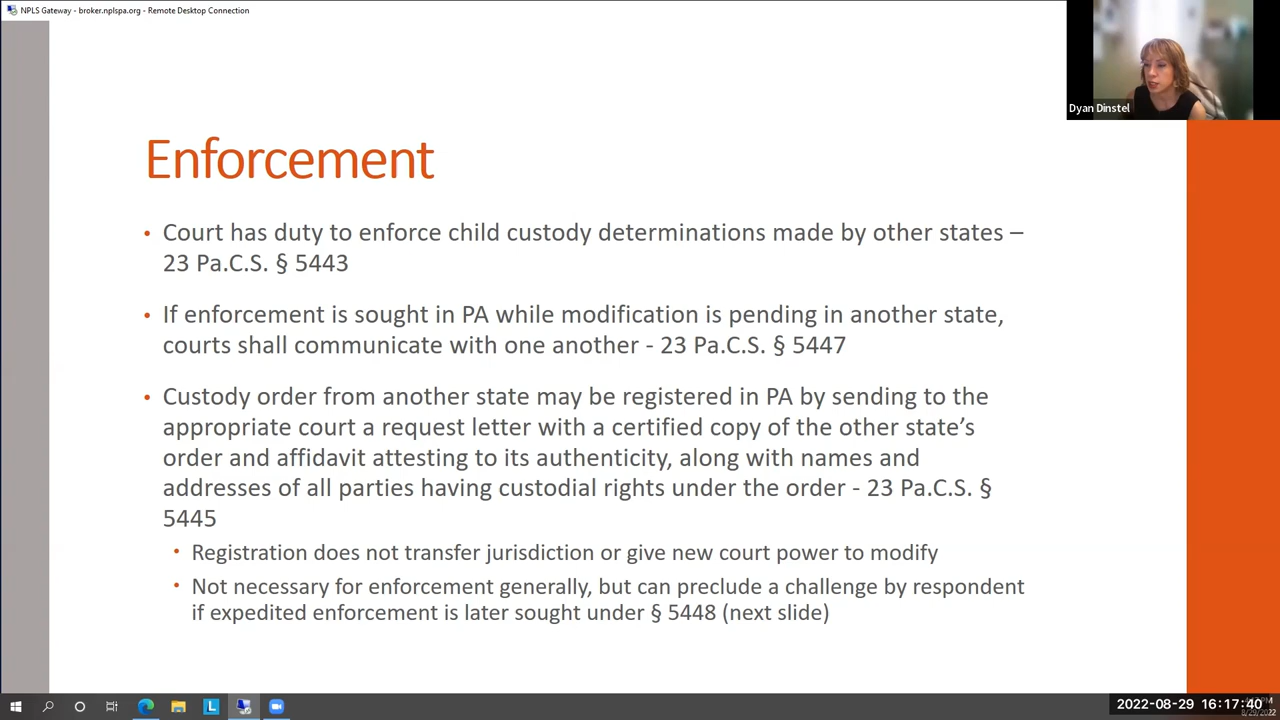 NPLS Gateway - broker.nplspa.org - Remote Desktop Connection
Dyan Dinstel
Enforcement
• Court has duty to enforce child custody determinations made by other states –
23 Pa.C.S. § 5443
• If enforcement is sought in PA while modification is pending in another state,
courts shall communicate with one another - 23 Pa.C.S. § 5447
• Custody order from another state may be registered in PA by sending to the
appropriate court a request letter with a certified copy of the other state’s
order and affidavit attesting to its authenticity, along with names and
addresses of all parties having custodial rights under the order - 23 Pa.C.S. §
5445
• Registration does not transfer jurisdiction or give new court power to modify
• Not necessary for enforcement generally, but can preclude a challenge by respondent
if expedited enforcement is later sought under § 5448 (next slide)
L
2022-08-29 16:17:40